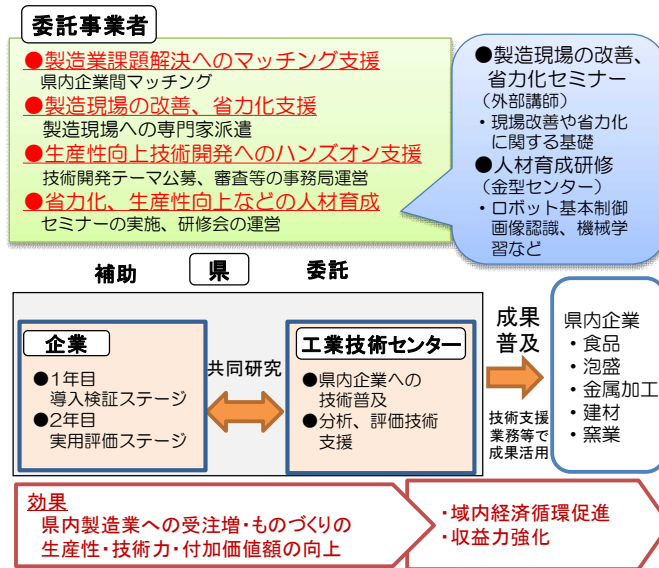 委託事業者
●製造業課題解決へのマッチング支援
県内企業間マッチング
●製造現場の改善、省力化支援
製造現場への専門家派遣
●生産性向上技術開発へのハンズオン支援
技術開発テーマ公募、審査等の事務局運営
●省力化、生産性向上などの人材育成
セミナーの実施、研修会の運営
●製造現場の改善、
省力化セミナー
（外部講師）
・現場改善や省力化
に関する基礎
●人材育成研修
（金型センター）
・ロボット基本制御
画像認識、機械学
習など
補助
県
委託
企業
●1年目
導入検証ステージ
●2年目
実用評価ステージ
共同研究
工業技術センター
●県内企業への
技術普及
●分析、評価技術
支援
成果
普及
技術支援
業務等で
成果活用
県内企業
・食品
・泡盛
・金属加工
・建材
・窯業
効果
県内製造業への受注増・ものづくりの
生産性・技術力・付加価値額の向上
・域内経済循環促進
・収益力強化